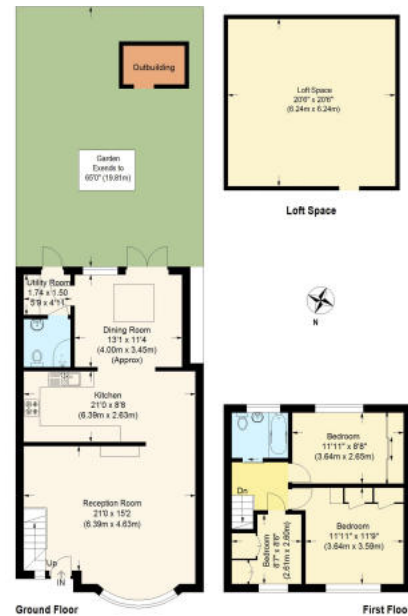 Outbuilding
Garden
Exends to
65'0" (19.81m)
Loft Space
20'6" x 20'6"
(6.24m x 6.24m)
Loft Space
Utility Room
1.74 x 1.50
5'9 x 4'11
Dining Room
13'1 x 11'4
(4.00m x 3.45m)
(Approx)
N
Kitchen
21'0 x 8'8
(6.39m x 2.63m)
Reception Room
21'0 x 15'2
(6.39m x 4.63m)
Up
IN
Ground Floor
Bedroom
11'11" x 8'8"
(3.64m x 2.65m)
Dn
Bedroom
11'11" x 11'9"
(3.64m x 3.59m)
Bedroom
8'7" x 8'6"
(2.61m x 2.60m)
First Floo